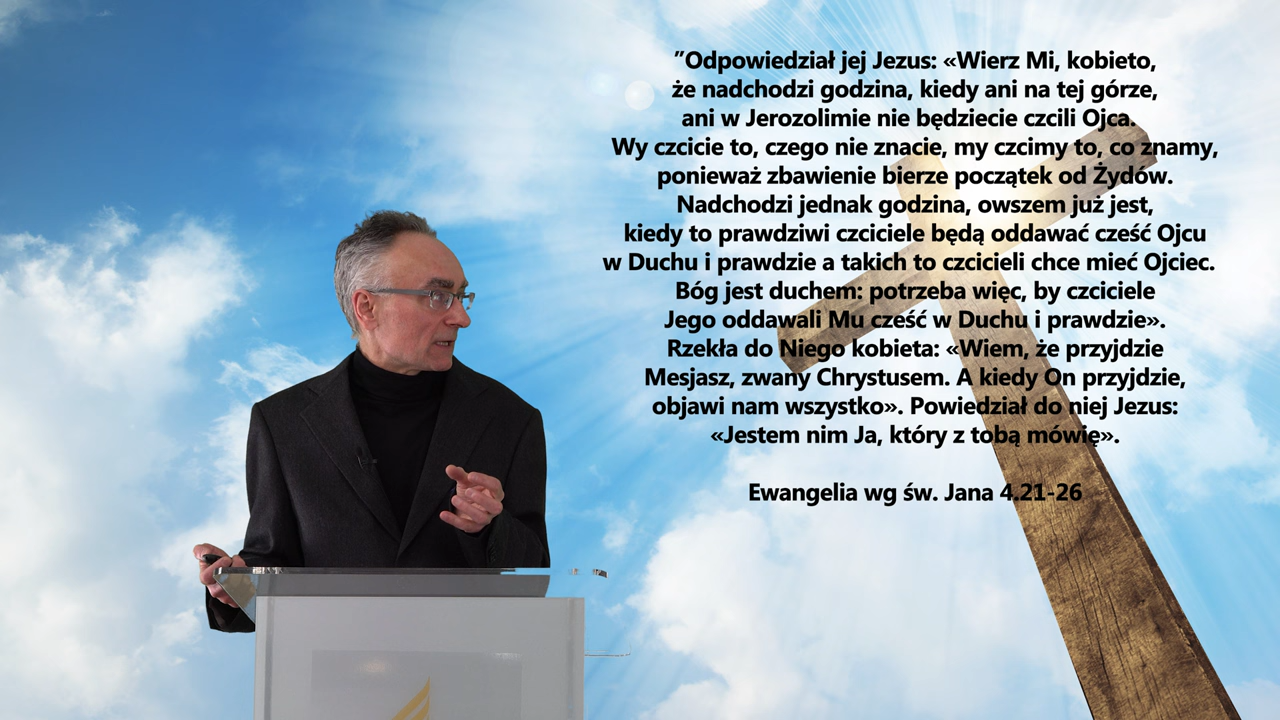 ”Odpowiedział jej Jezus: «Wierz Mi, kobieto,
że nadchodzi godzina, kiedy ani na tej górze,
ani w Jerozolimie nie będziecie czcili Ojca.
Wy czcicie to, czego nie znacie, my czcimy to, co znamy,
ponieważ zbawienie bierze początek od Żydów.
Nadchodzi jednak godzina, owszem już jest,
kiedy to prawdziwi czciciele będą oddawać cześć Ojcu
w Duchu i prawdzie a takich to czcicieli chce mieć Ojciec.
Bóg jest duchem: potrzeba więc, by czciciele
Jego oddawali Mu cześć w Duchu i prawdzie».
Rzekła do Niego kobieta: «Wiem, że przyjdzie
Mesjasz, zwany Chrystusem. A kiedy On przyjdzie,
objawi nam wszystko». Powiedział do niej Jezus:
«Jestem nim Ja, który z tobą mówię».
Ewangelia wg św. Jana 4.21-26